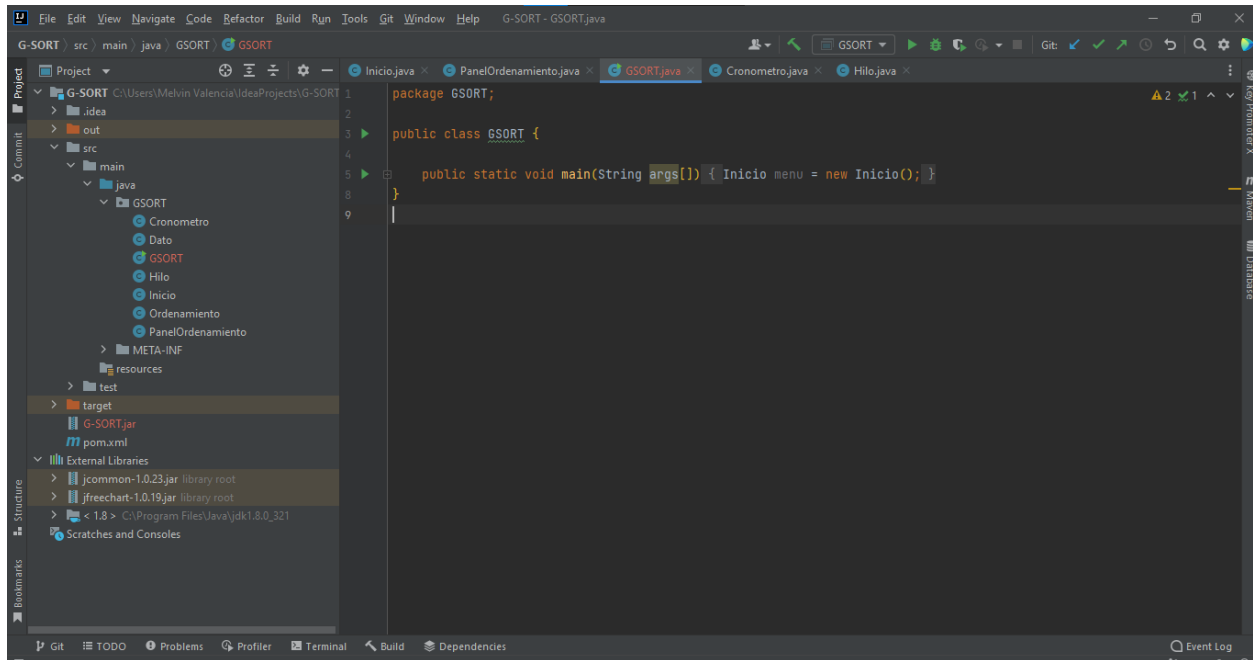 File Edit View Navigate Code Refactor Build Run Tools Git Window Help G-SORT - GSORT.java
G-SORT src main java GSORT GSORT
GSORT Git:
Project
Inicio.java PanelOrdenamiento.java GSORT.java Cronometro.java Hilo.java
Project
Commit
Structure
Bookmarks
G-SORT C:\Users\Melvin Valencia\IdeaProjects\G-SORT
.idea
out
src
main
java
GSORT
Cronometro
Dato
GSORT
Hilo
Inicio
Ordenamiento
PanelOrdenamiento
META-INF
resources
test
target
G-SORT.jar
pom.xml
External Libraries
jcommon-1.0.23.jar library root
jfreechart-1.0.19.jar library root
< 1.8 > C:\Program Files\Java\jdk1.8.0_321
Scratches and Consoles
1 package GSORT;
2
3 public class GSORT {
4
5 public static void main(String args[]) { Inicio menu = new Inicio(); }
8 }
9
2 1
Key Promoter X
Maven
Database
Git TODO Problems Profiler Terminal Build Dependencies Event Log